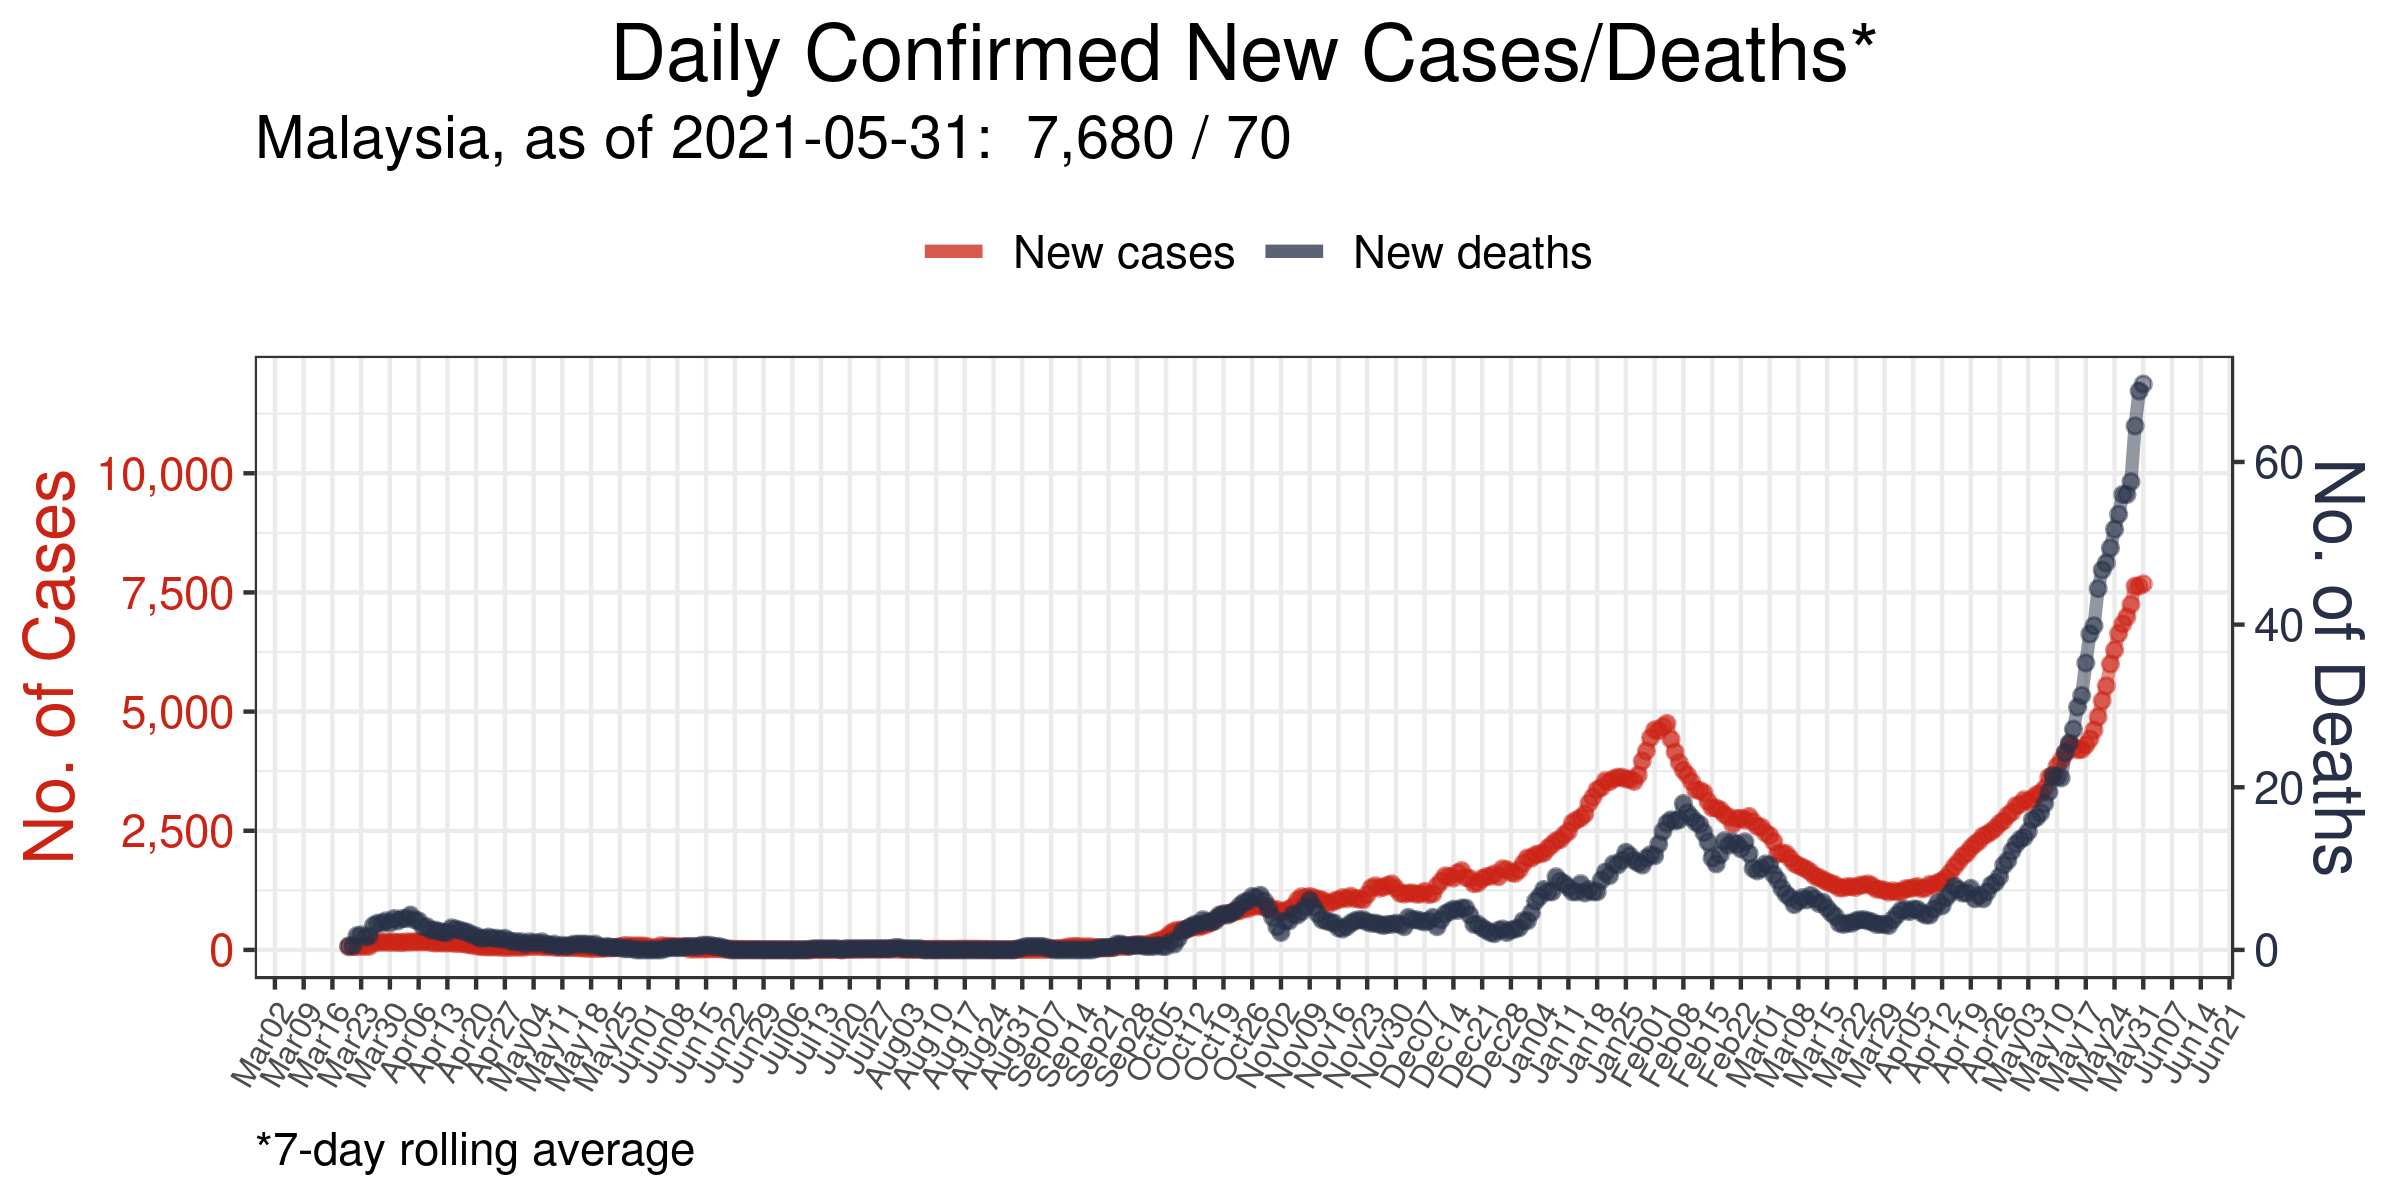 Daily Confirmed New Cases/Deaths*
Malaysia, as of 2021-05-31:  7,680 / 70
New cases
New deaths
No. of Cases
10,000
7,500
5,000
2,500
0
60
40
20
0
No. of Deaths
Mar02
Mar09
Mar16
Mar23
Mar30
Apr06
Apr13
Apr20
Apr27
May04
May11
May18
May25
Jun01
Jun08
Jun15
Jun22
Jun29
Jul06
Jul13
Jul20
Jul27
Aug03
Aug10
Aug17
Aug24
Aug31
Sep07
Sep14
Sep21
Sep28
Oct05
Oct12
Oct19
Oct26
Nov02
Nov09
Nov16
Nov23
Nov30
Dec07
Dec14
Dec21
Dec28
Jan04
Jan11
Jan18
Jan25
Feb01
Feb08
Feb15
Feb22
Mar01
Mar08
Mar15
Mar22
Mar29
Apr05
Apr12
Apr19
Apr26
May03
May10
May17
May24
May31
Jun07
Jun14
Jun21
*7-day rolling average